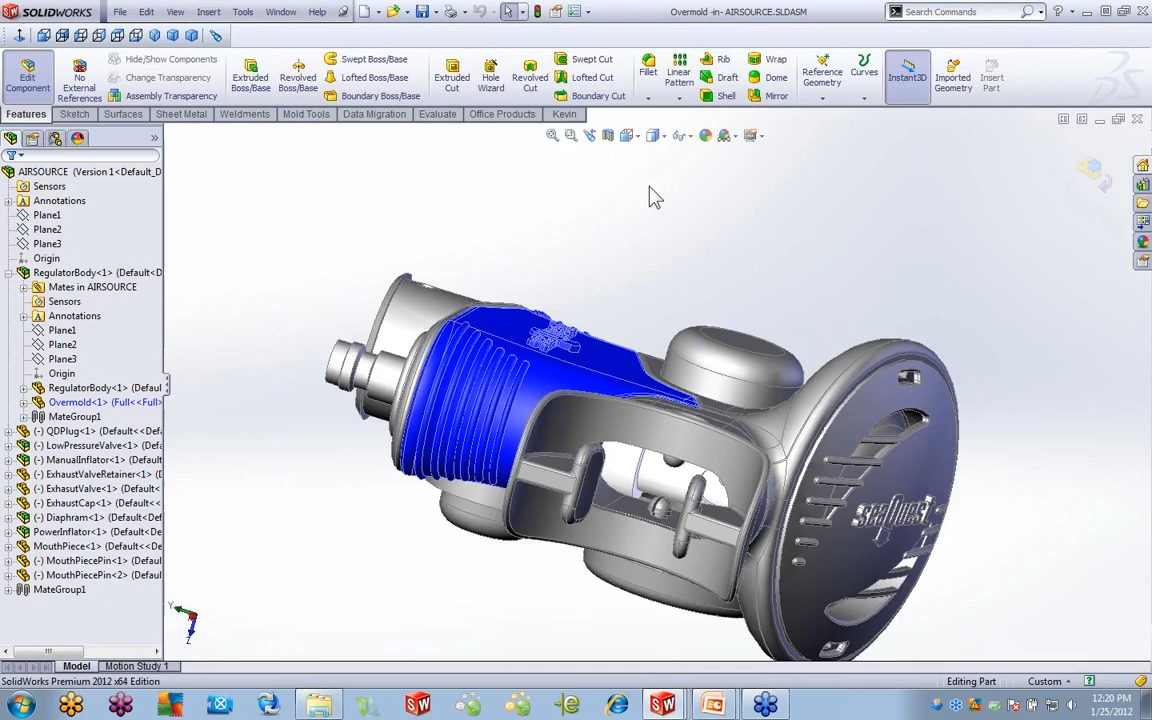 SOLIDWORKS File Edit View Insert Tools Window Help Overmold -in- AIRSOURCE.SLDASM Search Commands
Edit Component
No External References
Hide/Show Components
Change Transparency
Assembly Transparency
Extruded Boss/Base
Revolved Boss/Base
Swept Boss/Base
Lofted Boss/Base
Boundary Boss/Base
Extruded Cut
Hole Wizard
Revolved Cut
Swept Cut
Lofted Cut
Boundary Cut
Fillet
Linear Pattern
Rib
Draft
Shell
Wrap
Dome
Mirror
Reference Geometry
Curves
Instant3D
Imported Geometry
Insert Part
Features Sketch Surfaces Sheet Metal Weldments Mold Tools Data Migration Evaluate Office Products Kevin
AIRSOURCE (Version 1<Default_D
Sensors
Annotations
Plane1
Plane2
Plane3
Origin
RegulatorBody<1> (Default<D
Mates in AIRSOURCE
Sensors
Annotations
Plane1
Plane2
Plane3
Origin
RegulatorBody<1> (Defaul
Overmold<1> (Full<<Full>
MateGroup1
(-) QDPlug<1> (Default<<Defa
(-) LowPressureValve<1> (Def
(-) ManualInflator<1> (Defaul
(-) ExhaustValveRetainer<1> (D
(-) ExhasutValve<1> (Default<
(-) ExhaustCap<1> (Default<<
(-) Diaphram<1> (Default<Def
PowerInflator<1> (Default<De
MouthPiece<1> (Default<<De
(-) MouthPiecePin<1> (Defaul
(-) MouthPiecePin<2> (Defaul
MateGroup1
seaQuest
Y
Z
Model Motion Study 1
SolidWorks Premium 2012 x64 Edition Editing Part Custom
12:20 PM
1/25/2012